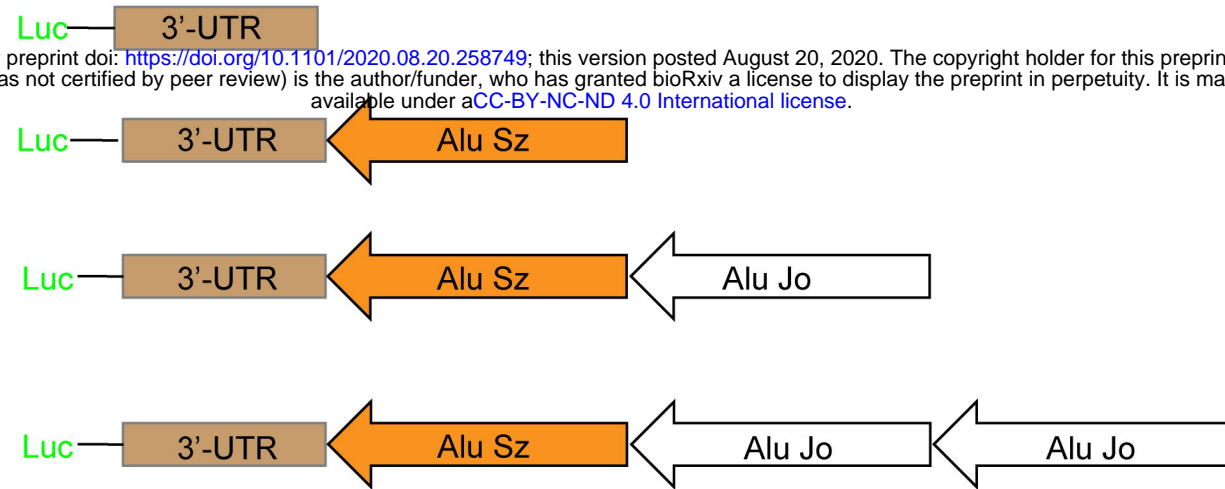 Luc 3'-UTR
preprint doi: https://doi.org/10.1101/2020.08.20.258749; this version posted August 20, 2020. The copyright holder for this preprin
as not certified by peer review) is the author/funder, who has granted bioRxiv a license to display the preprint in perpetuity. It is ma
available under aCC-BY-NC-ND 4.0 International license.
Luc 3'-UTR Alu Sz
Luc 3'-UTR Alu Sz Alu Jo
Luc 3'-UTR Alu Sz Alu Jo Alu Jo